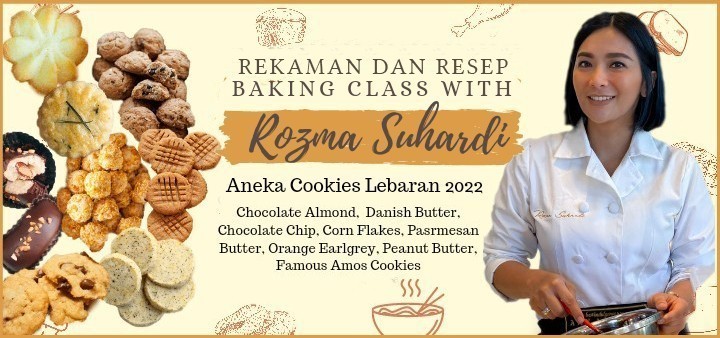 REKAMAN DAN RESEP
BAKING CLASS WITH
Rozma Suhardi
Aneka Cookies Lebaran 2022
Chocolate Almond, Danish Butter,
Chocolate Chip, Corn Flakes, Pasrmesan
Butter, Orange Earlgrey, Peanut Butter,
Famous Amos Cookies